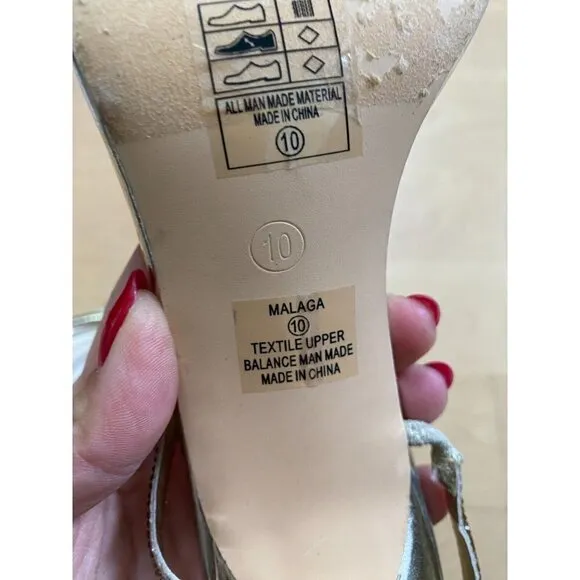 ALL MAN MADE MATERIAL
MADE IN CHINA
10
10
MALAGA
10
TEXTILE UPPER
BALANCE MAN MADE
MADE IN CHINA